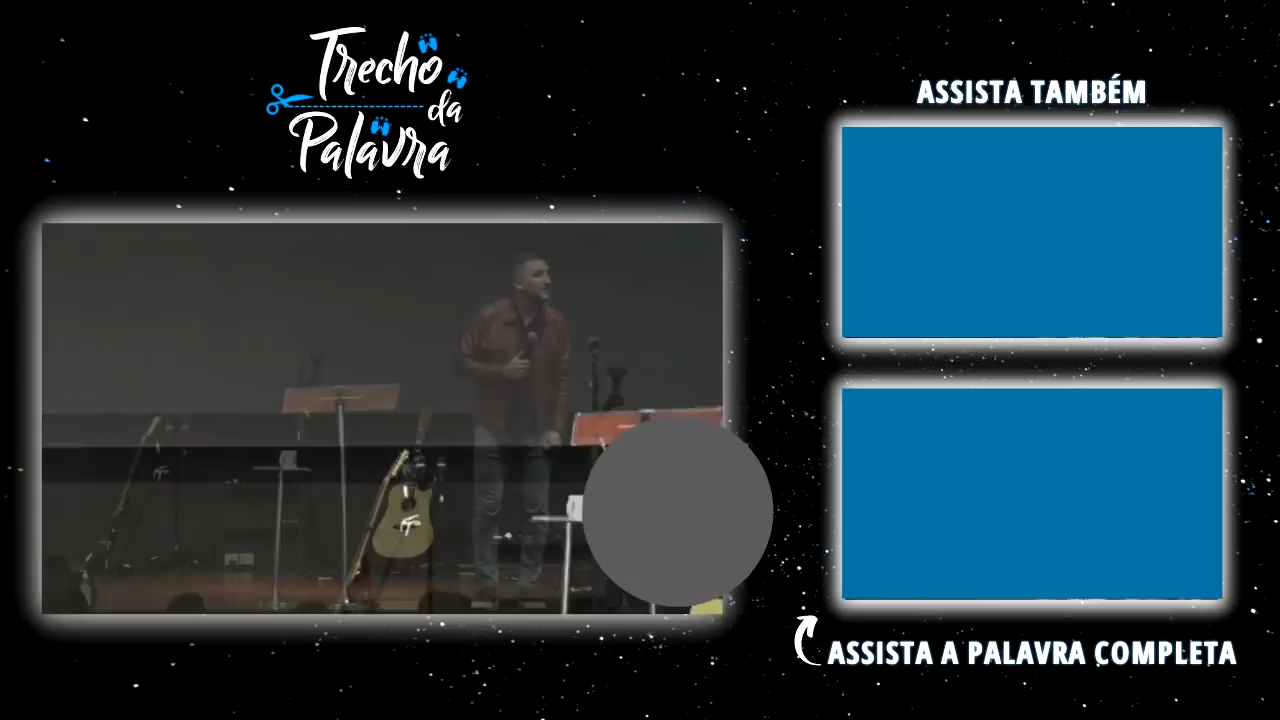 Trecho
da
Palavra
ASSISTA TAMBÉM
ASSISTA A PALAVRA COMPLETA